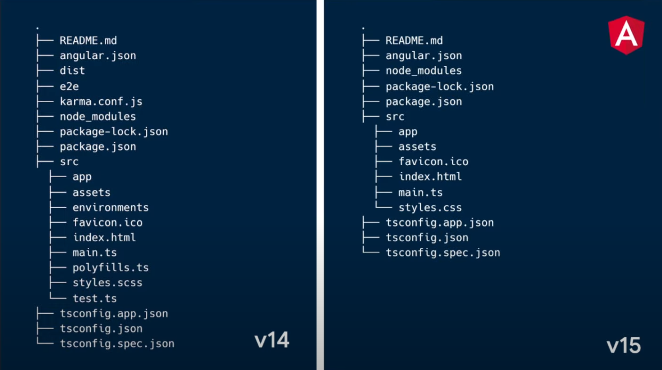 .
├── README.md
├── angular.json
├── dist
├── e2e
├── karma.conf.js
├── node_modules
├── package-lock.json
├── package.json
├── src
│   ├── app
│   ├── assets
│   ├── environments
│   ├── favicon.ico
│   ├── index.html
│   ├── main.ts
│   ├── polyfills.ts
│   ├── styles.scss
│   └── test.ts
├── tsconfig.app.json
├── tsconfig.json
└── tsconfig.spec.json
v14
.
├── README.md
├── angular.json
├── node_modules
├── package-lock.json
├── package.json
├── src
│   ├── app
│   ├── assets
│   ├── favicon.ico
│   ├── index.html
│   ├── main.ts
│   └── styles.css
├── tsconfig.app.json
├── tsconfig.json
└── tsconfig.spec.json
A
v15